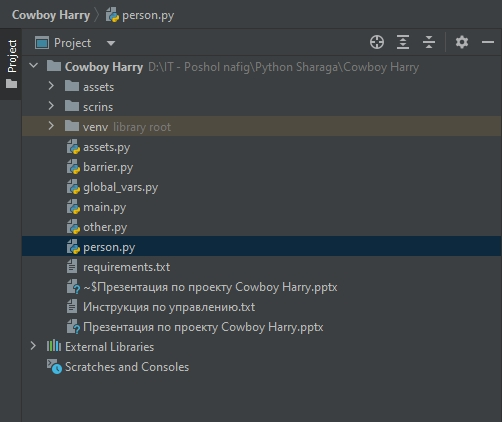 Cowboy Harry person.py
Project
Project
Cowboy Harry D:\IT - Poshol nafig\Python Sharaga\Cowboy Harry
assets
scrins
venv library root
assets.py
barrier.py
global_vars.py
main.py
other.py
person.py
requirements.txt
~$Презентация по проекту Cowboy Harry.pptx
Инструкция по управлению.txt
Презентация по проекту Cowboy Harry.pptx
External Libraries
Scratches and Consoles